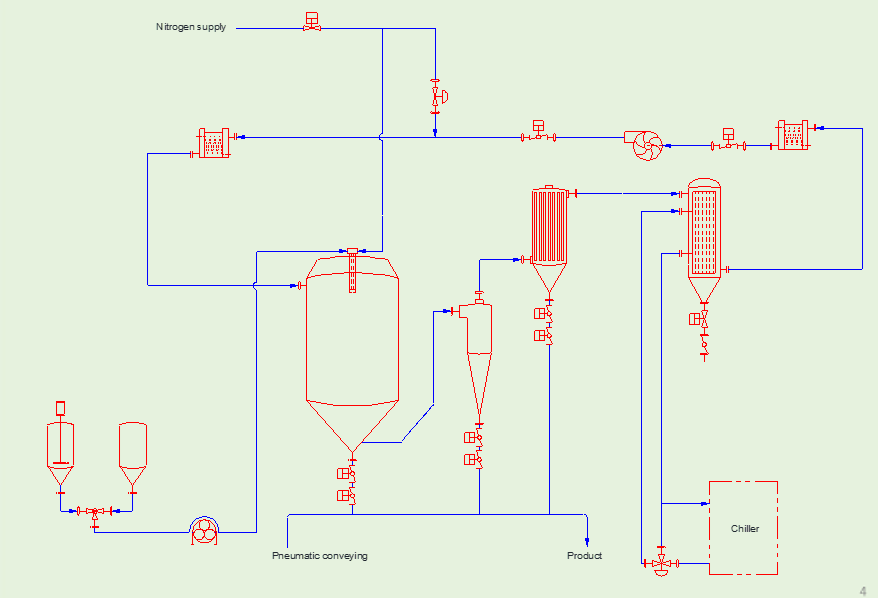 Nitrogen supply
Chiller
Pneumatic conveying
Product
4